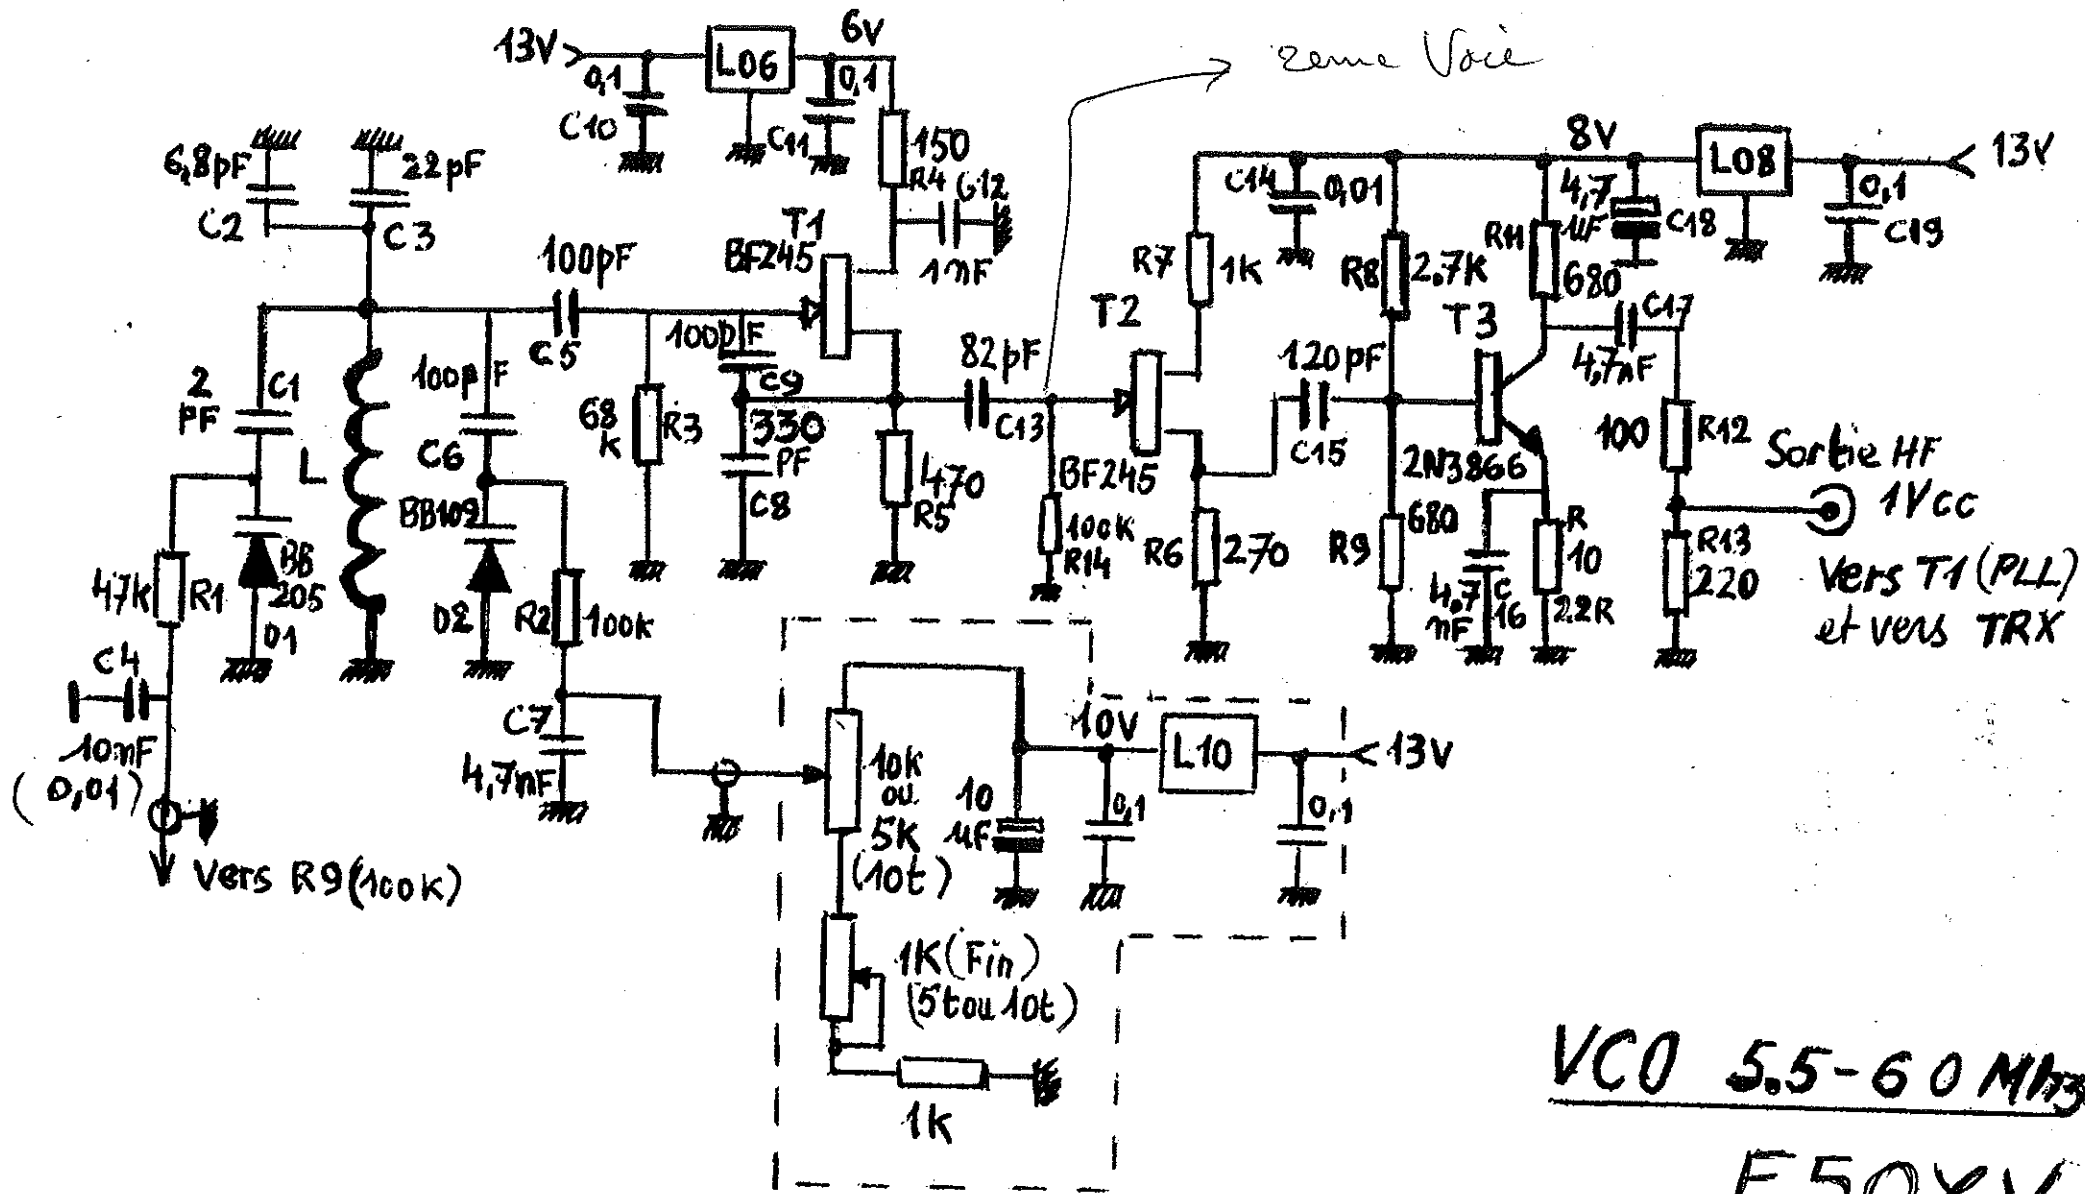 13V
L06
6V
2eme Voie
0,1
C10
0,1
C11
150
R4
C12
1nF
6,8pF
C2
22pF
C3
T1
BF245
100pF
C5
8V
L08
13V
C14
0,01
4,7
µF
C18
0,1
C19
R7
1K
R8
2.7K
R11
680
C17
4,7nF
T2
T3
2
PF
C1
L
100pF
C6
68
K
R3
100pF
C9
330
PF
C8
82pF
C13
470
R5
BF245
100K
R14
120pF
C15
2N3866
R6
270
R9
680
4,7
nF
C
16
R
10
22R
100
R12
R13
220
Sortie HF
1Vcc
Vers T1 (PLL)
et vers TRX
47K
R1
BB
205
D1
BB109
D2
R2
100K
C4
10nF
(0,01)
Vers R9 (100K)
C7
4,7nF
10K
ou
5K
(10t)
10
µF
10V
0,1
L10
0,1
13V
1K (Fin)
(5t ou 10t)
1K
VCO 5.5-60 MHz